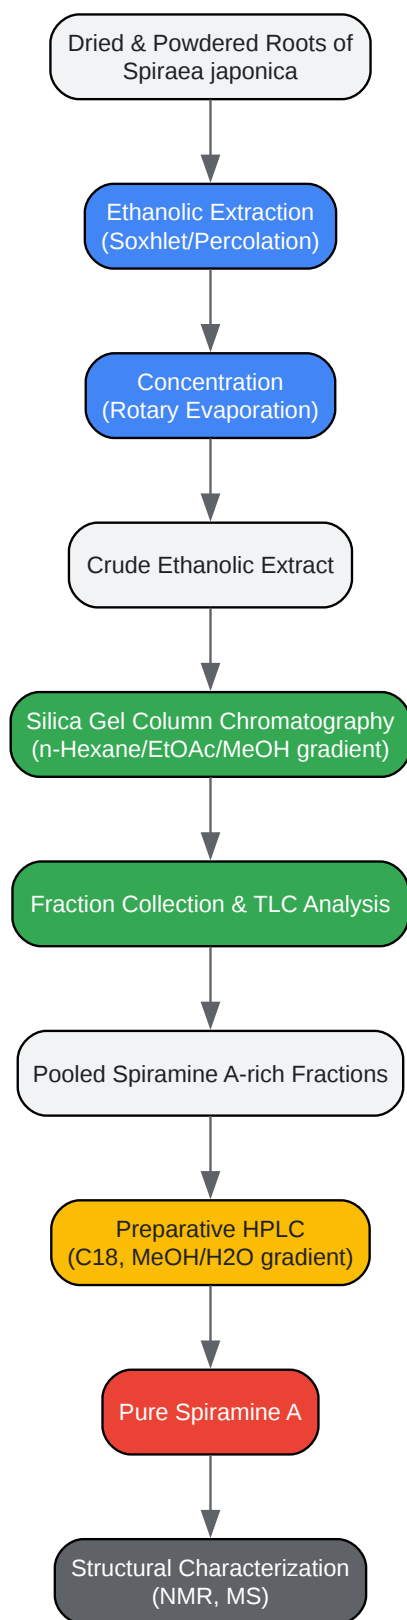 Dried & Powdered Roots of
Spiraea japonica
Ethanolic Extraction
(Soxhlet/Percolation)
Concentration
(Rotary Evaporation)
Crude Ethanolic Extract
Silica Gel Column Chromatography
(n-Hexane/EtOAc/MeOH gradient)
Fraction Collection & TLC Analysis
Pooled Spiramine A-rich Fractions
Preparative HPLC
(C18, MeOH/H2O gradient)
Pure Spiramine A
Structural Characterization
(NMR, MS)